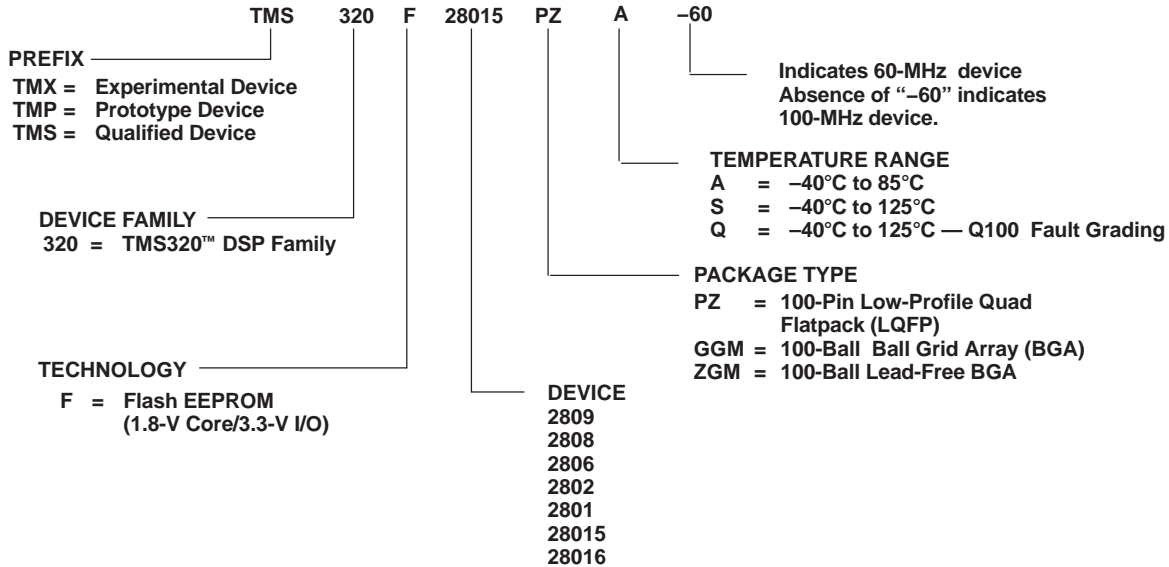 TMS 320 F 28015 PZ A −60
PREFIX
TMX = Experimental Device
TMP = Prototype Device
TMS = Qualified Device
Indicates 60-MHz device
Absence of “−60” indicates
100-MHz device.
TEMPERATURE RANGE
A = −40°C to 85°C
S = −40°C to 125°C
Q = −40°C to 125°C — Q100 Fault Grading
DEVICE FAMILY
320 = TMS320™ DSP Family
PACKAGE TYPE
PZ = 100-Pin Low-Profile Quad
Flatpack (LQFP)
GGM = 100-Ball Ball Grid Array (BGA)
ZGM = 100-Ball Lead-Free BGA
TECHNOLOGY
F = Flash EEPROM
(1.8-V Core/3.3-V I/O)
DEVICE
2809
2808
2806
2802
2801
28015
28016